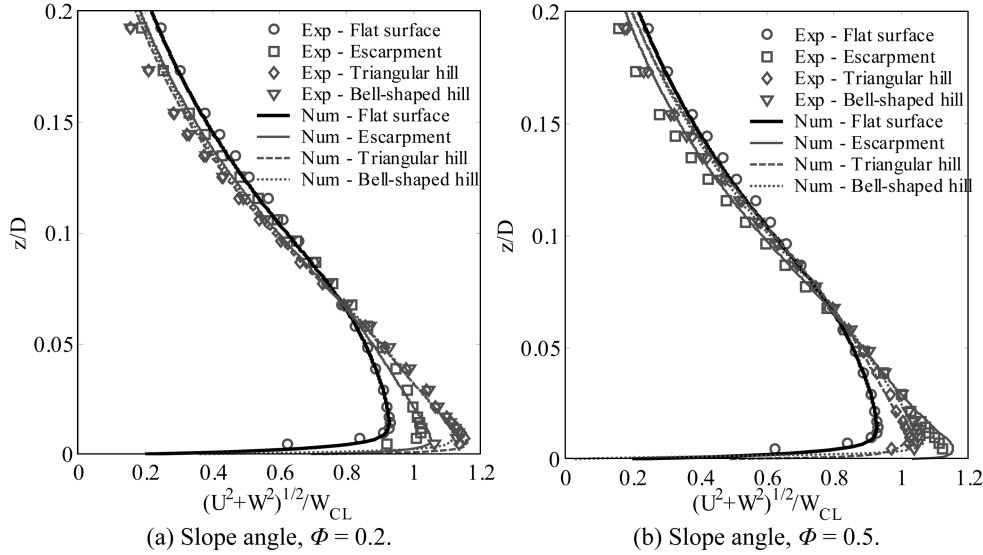 0.2
0.15
0.1
0.05
0
z/D
Exp - Flat surface
Exp - Escarpment
Exp - Triangular hill
Exp - Bell-shaped hill
Num - Flat surface
Num - Escarpment
Num - Triangular hill
Num - Bell-shaped hill
0 0.2 0.4 0.6 0.8 1 1.2
(U²+W²)^{1/2}/W_{CL}
(a) Slope angle, Φ = 0.2.
0.2
0.15
0.1
0.05
0
z/D
Exp - Flat surface
Exp - Escarpment
Exp - Triangular hill
Exp - Bell-shaped hill
Num - Flat surface
Num - Escarpment
Num - Triangular hill
Num - Bell-shaped hill
0 0.2 0.4 0.6 0.8 1 1.2
(U²+W²)^{1/2}/W_{CL}
(b) Slope angle, Φ = 0.5.